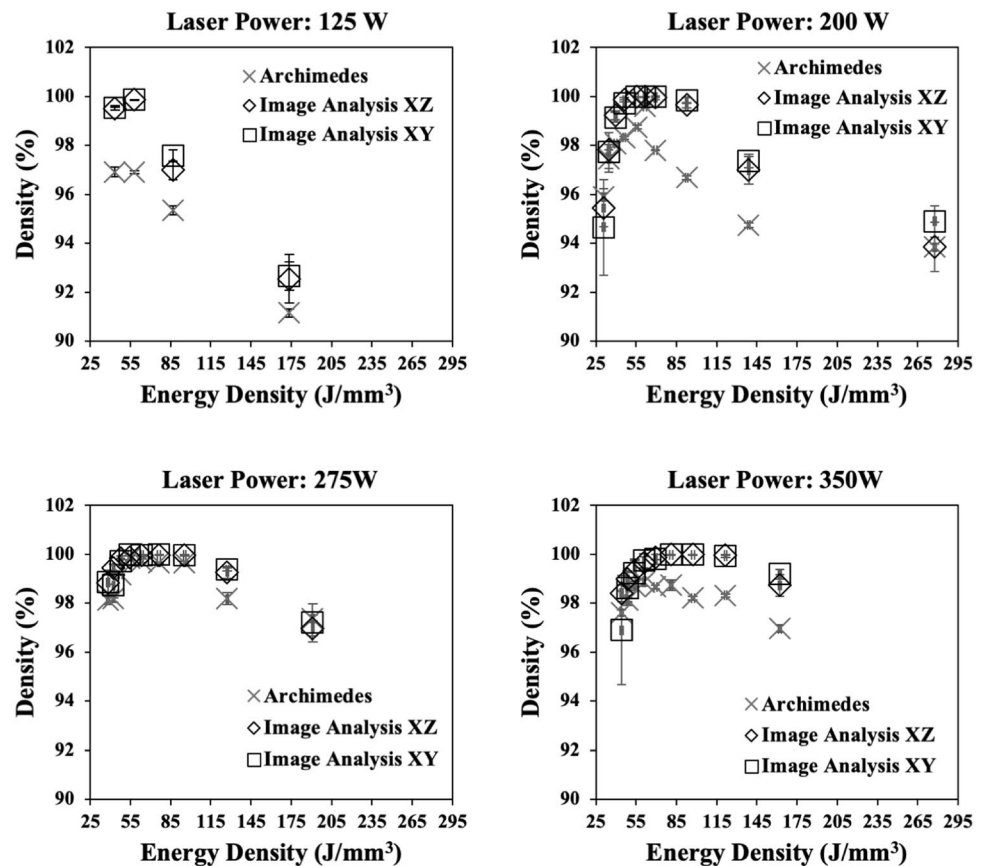 Laser Power: 125 W
102
100
98
96
94
92
90
Density (%)
Archimedes
Image Analysis XZ
Image Analysis XY
25 55 85 115 145 175 205 235 265 295
Energy Density (J/mm³)
Laser Power: 200 W
102
100
98
96
94
92
90
Density (%)
Archimedes
Image Analysis XZ
Image Analysis XY
25 55 85 115 145 175 205 235 265 295
Energy Density (J/mm³)
Laser Power: 275W
102
100
98
96
94
92
90
Density (%)
Archimedes
Image Analysis XZ
Image Analysis XY
25 55 85 115 145 175 205 235 265 295
Energy Density (J/mm³)
Laser Power: 350W
102
100
98
96
94
92
90
Density (%)
Archimedes
Image Analysis XZ
Image Analysis XY
25 55 85 115 145 175 205 235 265 295
Energy Density (J/mm³)